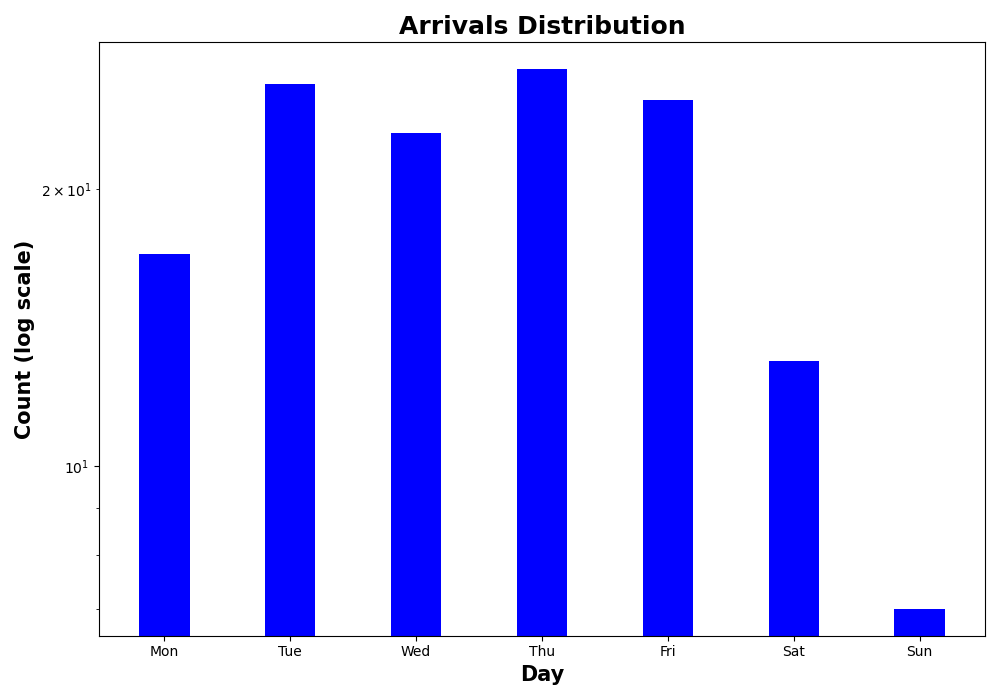 Arrivals Distribution
Count (log scale)
2 × 10¹
10¹
Mon Tue Wed Thu Fri Sat Sun
Day